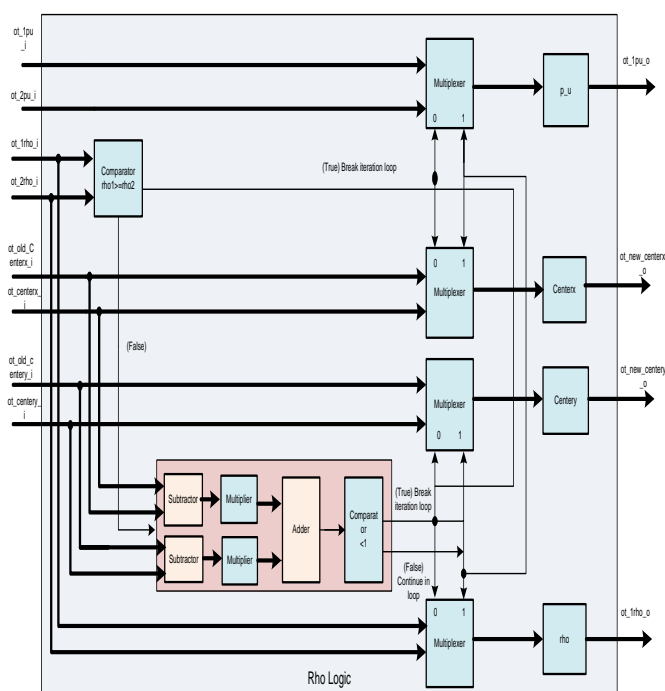 ot_1pu
_i
ot_2pu_i
Multiplexer
0 1
p_u
ot_1pu_o
ot_1rho_i
ot_2rho_i
Comparator
rho1>=rho2
(True) Break iteration loop
ot_old_C
enterx_i
ot_centerx_
i
0 1
Multiplexer
Centerx
ot_new_centerx
_o
(False)
ot_old_c
entery_i
ot_centery_
i
Multiplexer
0 1
Centery
ot_new_centery
_o
Subtractor
Multiplier
Subtractor
Multiplier
Adder
Comparat
or
<1
(True) Break
iteration loop
(False)
Continue in
loop
0 1
Multiplexer
rho
ot_1rho_o
Rho Logic